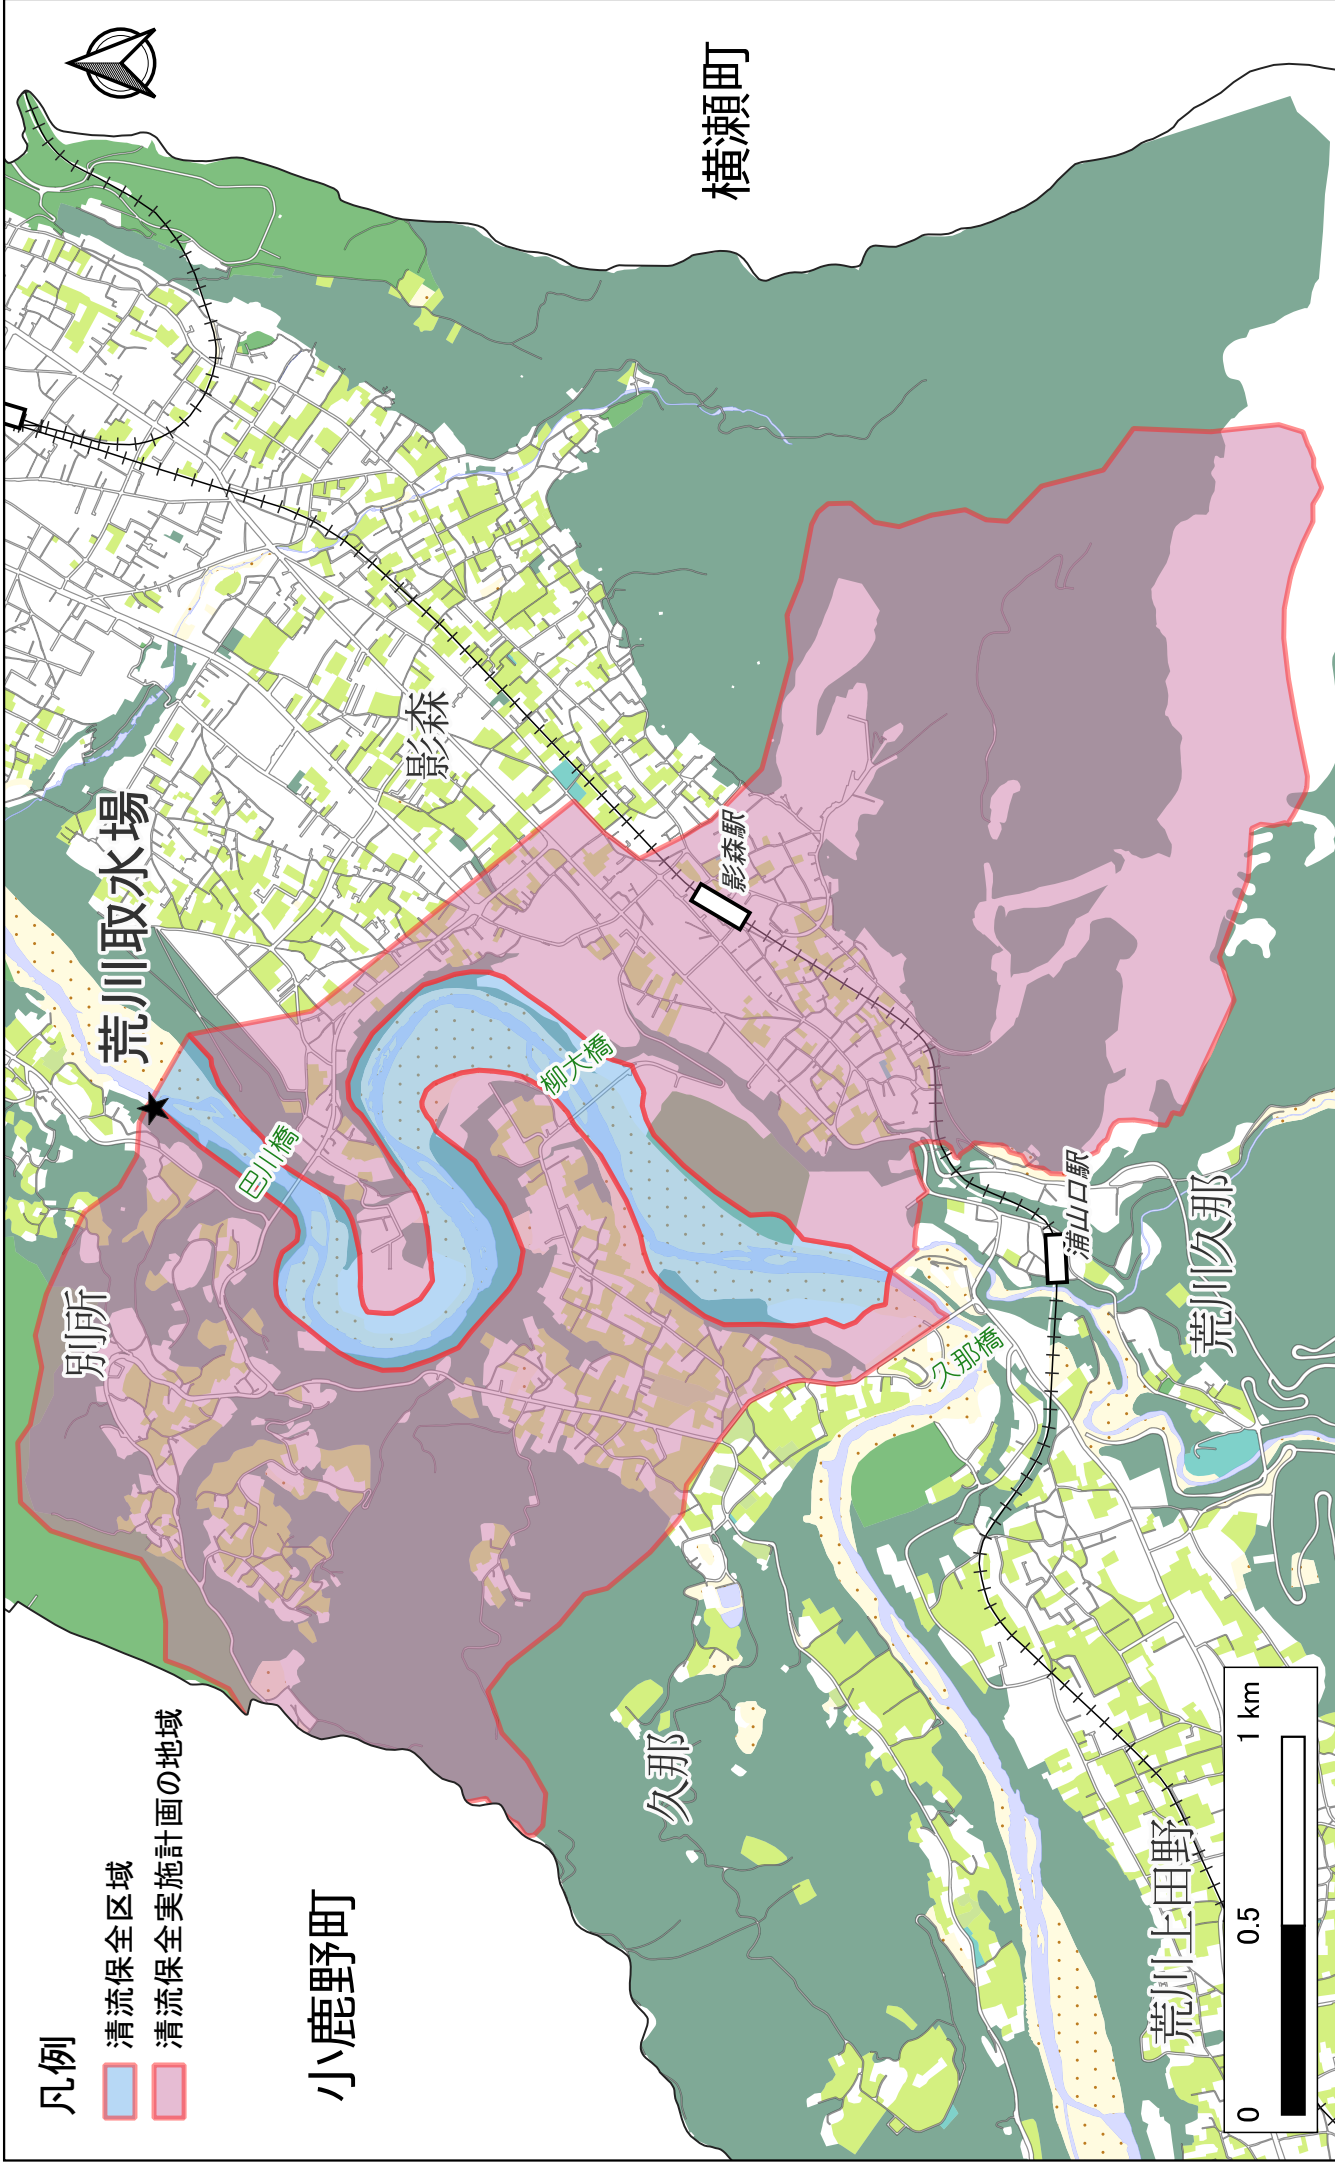 凡例
清流保全区域
清流保全実施計画の地域
小鹿野町
横瀬町
荒川取水場
別所
影森
巴川橋
柳大橋
影森駅
久那橋
浦山口駅
久那
荒川久那
荒川上田野
0 0.5 1 km